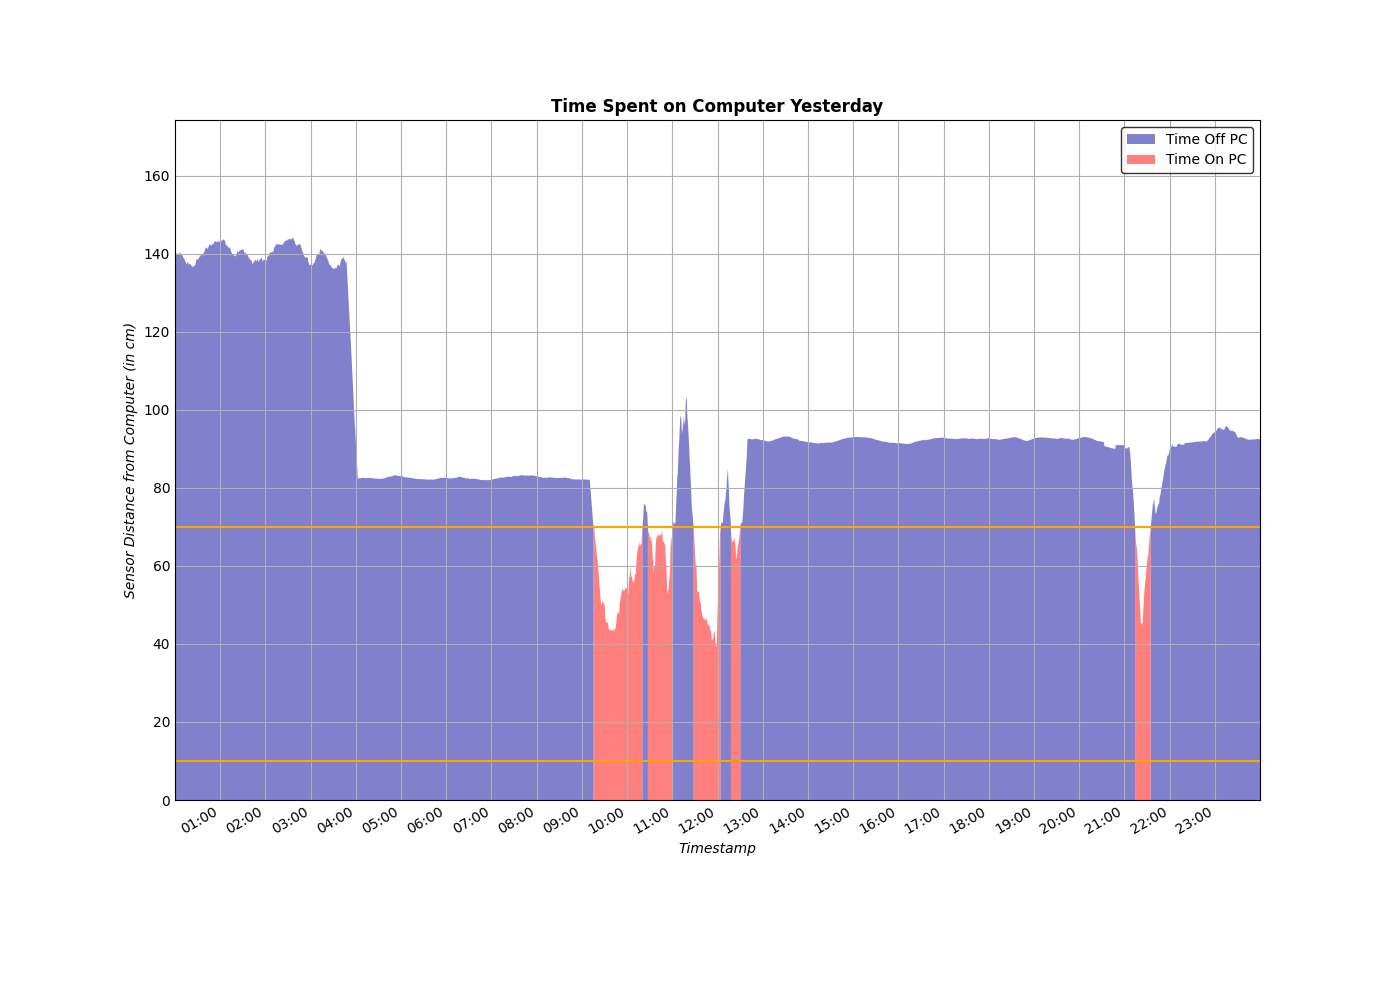 Time Spent on Computer Yesterday
Time Off PC
Time On PC
Sensor Distance from Computer (in cm)
160
140
120
100
80
60
40
20
0
01:00 02:00 03:00 04:00 05:00 06:00 07:00 08:00 09:00 10:00 11:00 12:00 13:00 14:00 15:00 16:00 17:00 18:00 19:00 20:00 21:00 22:00 23:00
Timestamp